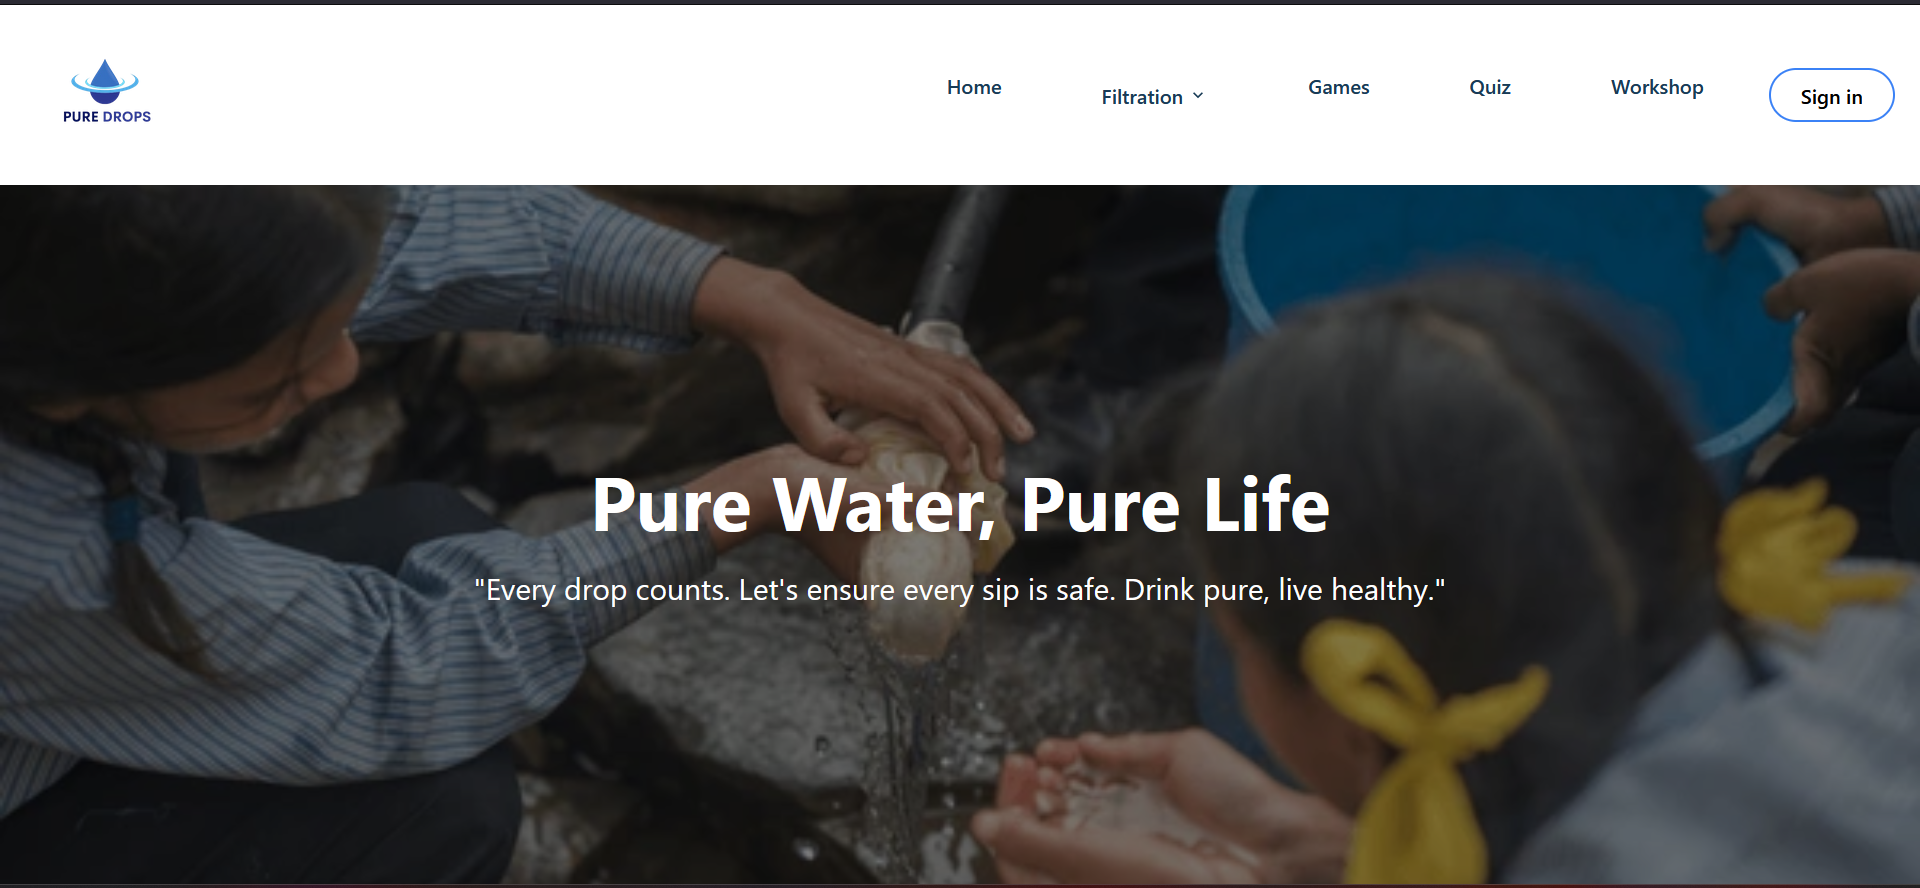 PURE DROPS
Home
Filtration
Games
Quiz
Workshop
Sign in
Pure Water, Pure Life
"Every drop counts. Let's ensure every sip is safe. Drink pure, live healthy."